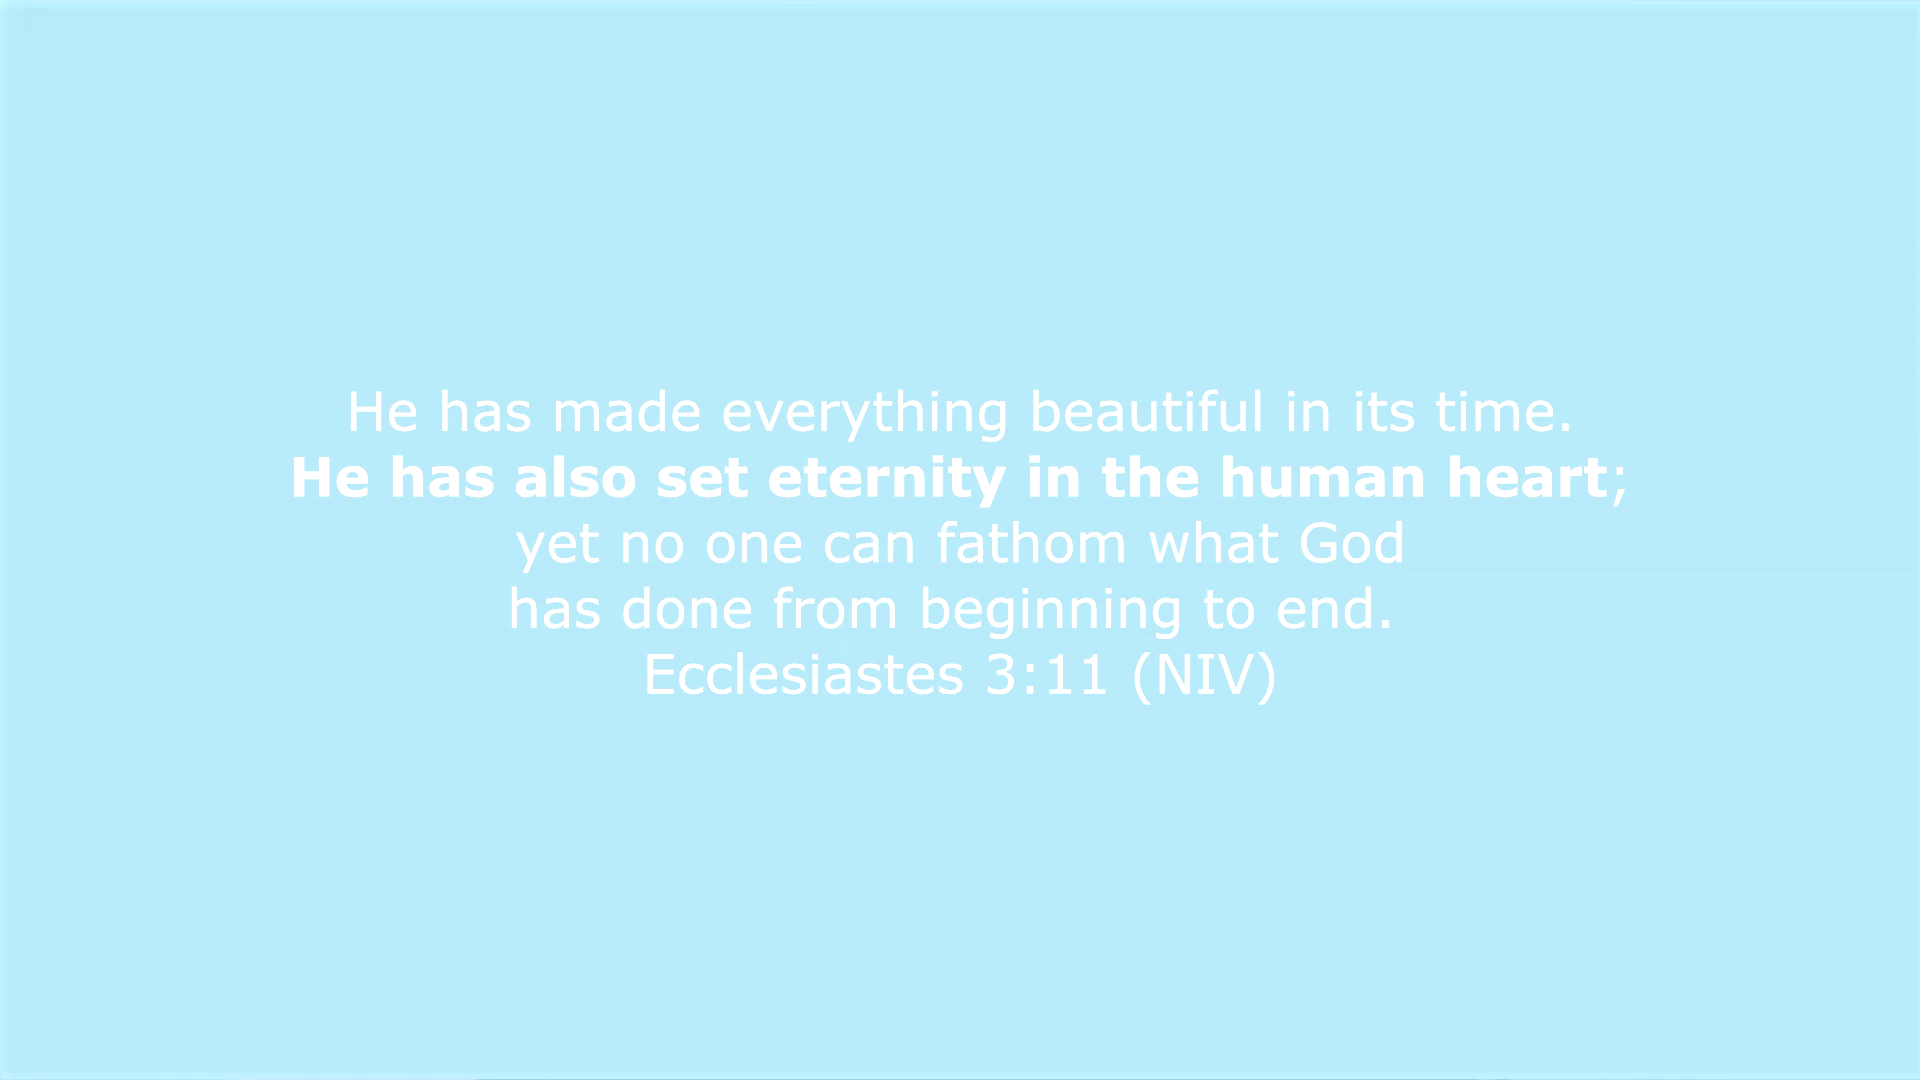 He has made everything beautiful in its time.
He has also set eternity in the human heart;
yet no one can fathom what God
has done from beginning to end.
Ecclesiastes 3:11 (NIV)